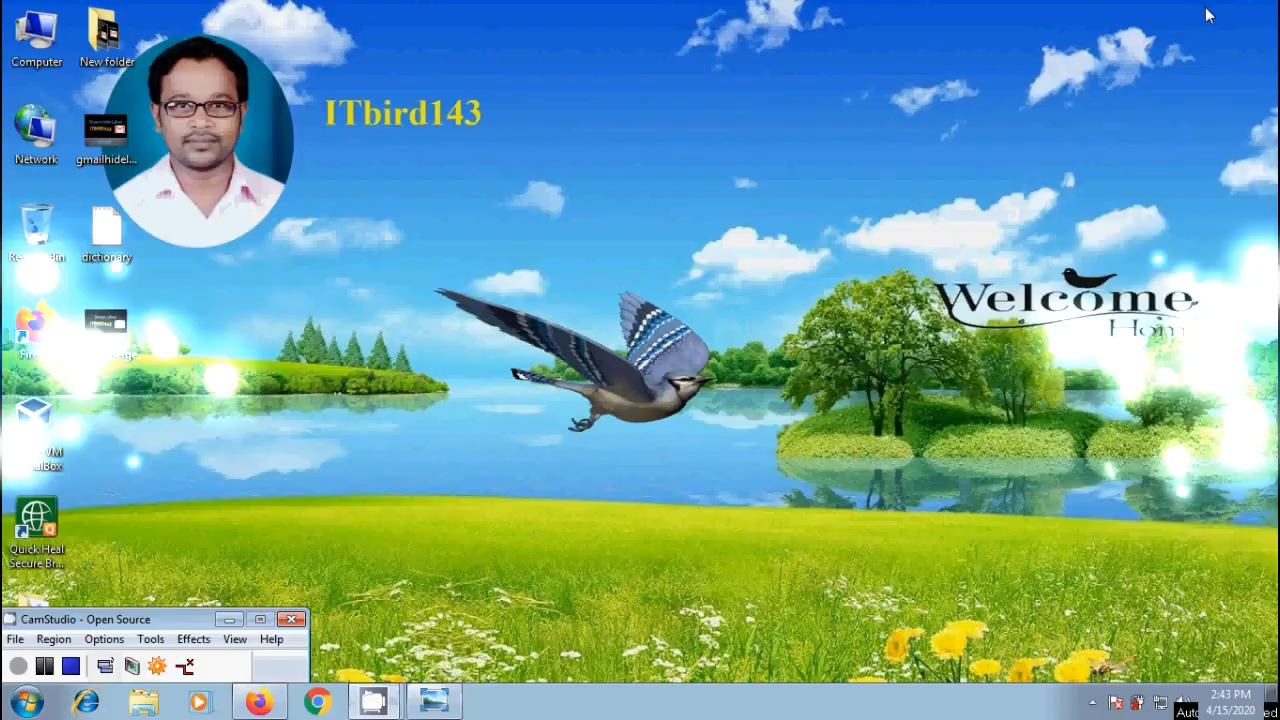 Computer
New folder
ITbird143
Network
gmailhidel...
dictionary
Welcome
Hom
Quick Heal
Secure Br...
CamStudio - Open Source
File Region Options Tools Effects View Help
2:43 PM
4/15/2020